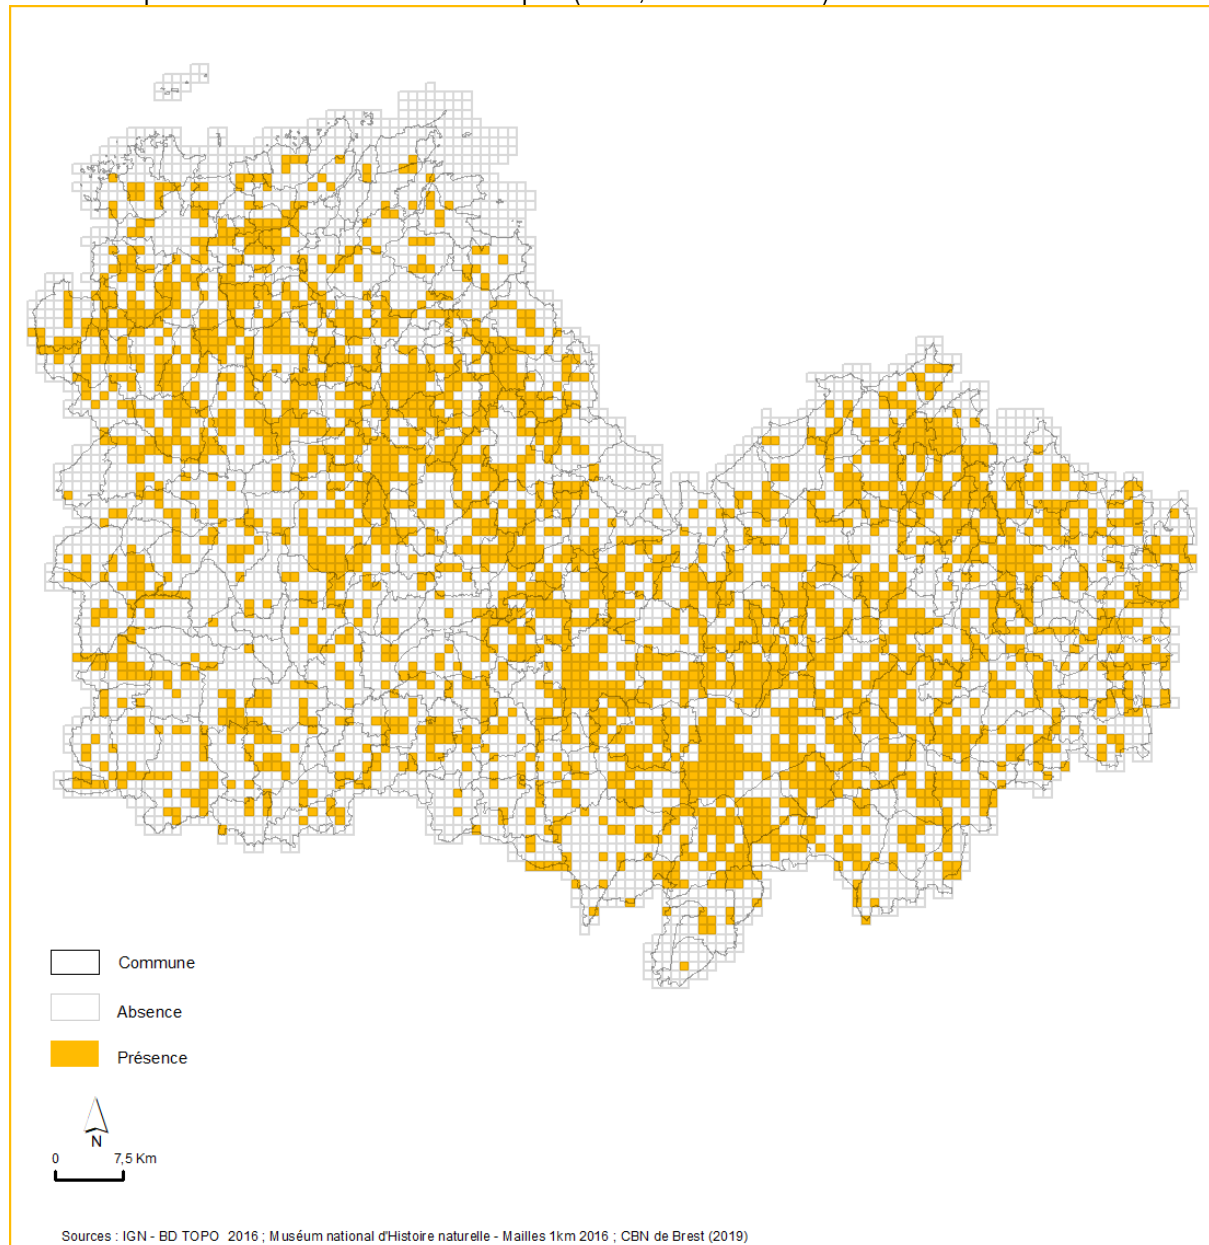 Commune
Absence
Présence
N
0 7,5 Km
Sources : IGN - BD TOPO 2016 ; Muséum national d'Histoire naturelle - Mailles 1km 2016 ; CBN de Brest (2019)